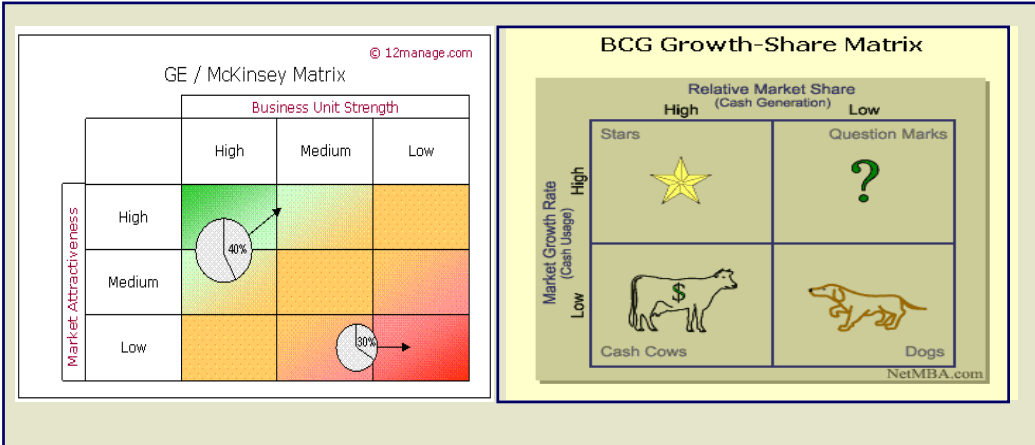 © 12manage.com
GE / McKinsey Matrix
Business Unit Strength
High Medium Low
Market Attractiveness
High
40%
Medium
Low
30%
BCG Growth-Share Matrix
Relative Market Share
(Cash Generation)
High Low
Market Growth Rate
(Cash Usage)
High
Low
Stars
Question Marks
?
$
Cash Cows
Dogs
NetMBA.com